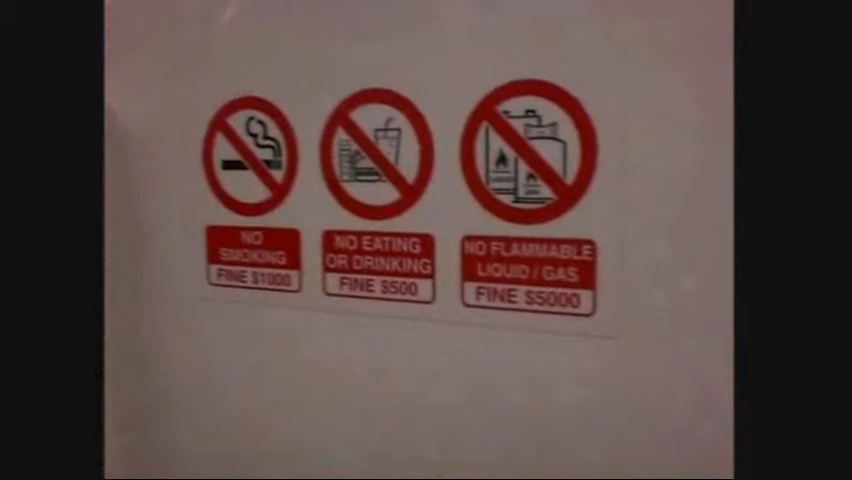 NO
SMOKING
FINE $1000
NO EATING
OR DRINKING
FINE $500
NO FLAMMABLE
LIQUID / GAS
FINE $5000